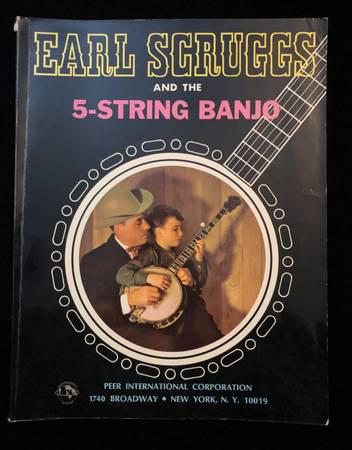 EARL SCRUGGS
AND THE
5-STRING BANJO
PEER INTERNATIONAL CORPORATION
1740 BROADWAY • NEW YORK, N. Y. 10019